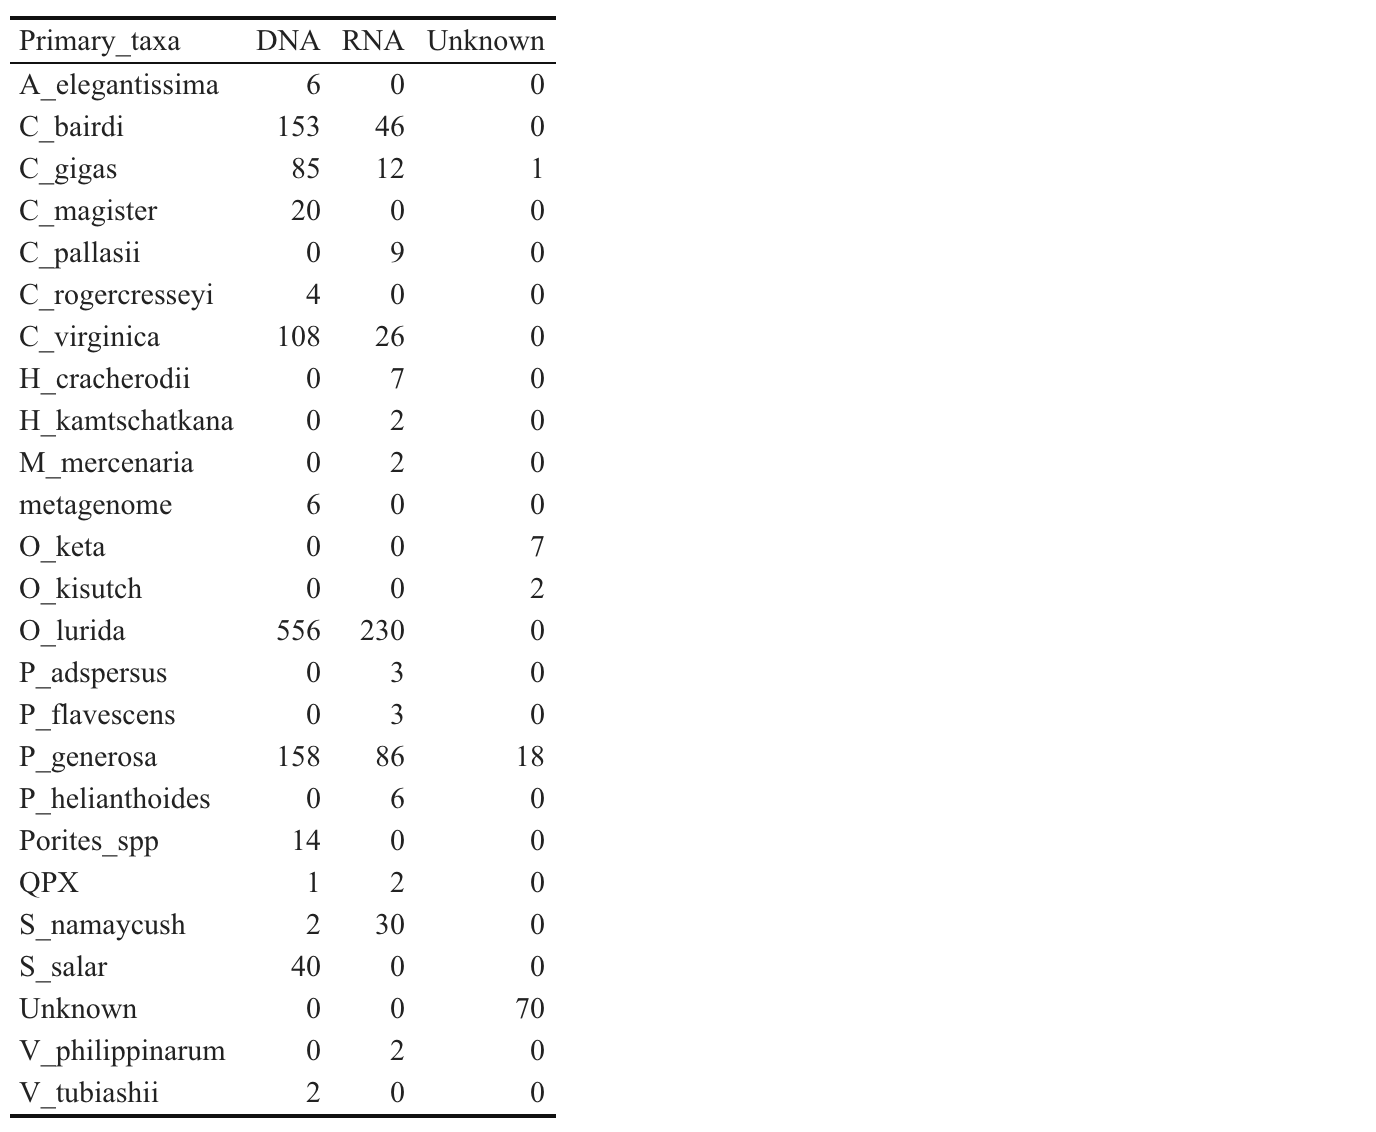 Primary_taxa DNA RNA Unknown
A_elegantissima 6 0 0
C_bairdi 153 46 0
C_gigas 85 12 1
C_magister 20 0 0
C_pallasii 0 9 0
C_rogercresseyi 4 0 0
C_virginica 108 26 0
H_cracherodii 0 7 0
H_kamtschatkana 0 2 0
M_mercenaria 0 2 0
metagenome 6 0 0
O_keta 0 0 7
O_kisutch 0 0 2
O_lurida 556 230 0
P_adspersus 0 3 0
P_flavescens 0 3 0
P_generosa 158 86 18
P_helianthoides 0 6 0
Porites_spp 14 0 0
QPX 1 2 0
S_namaycush 2 30 0
S_salar 40 0 0
Unknown 0 0 70
V_philippinarum 0 2 0
V_tubiashii 2 0 0